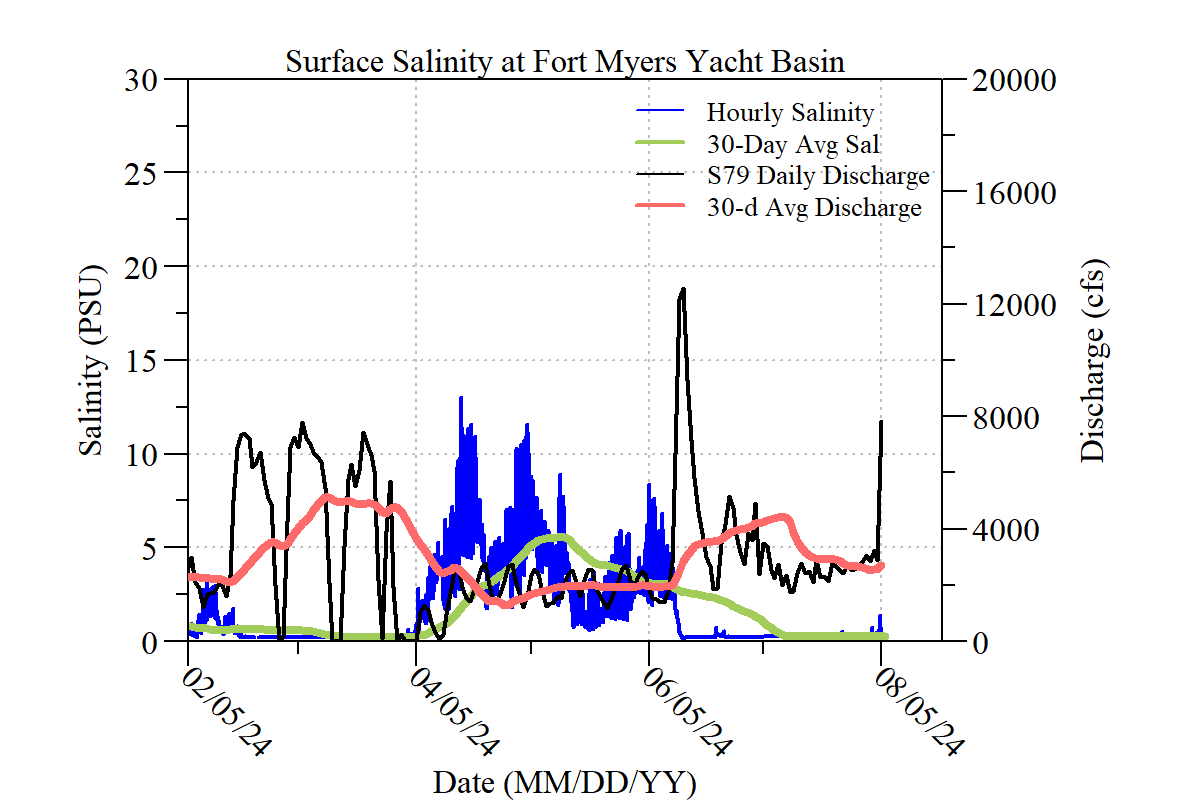 Surface Salinity at Fort Myers Yacht Basin
Hourly Salinity
30-Day Avg Sal
S79 Daily Discharge
30-d Avg Discharge
Salinity (PSU)
30
25
20
15
10
5
0
Discharge (cfs)
20000
16000
12000
8000
4000
0
02/05/24
04/05/24
06/05/24
08/05/24
Date (MM/DD/YY)